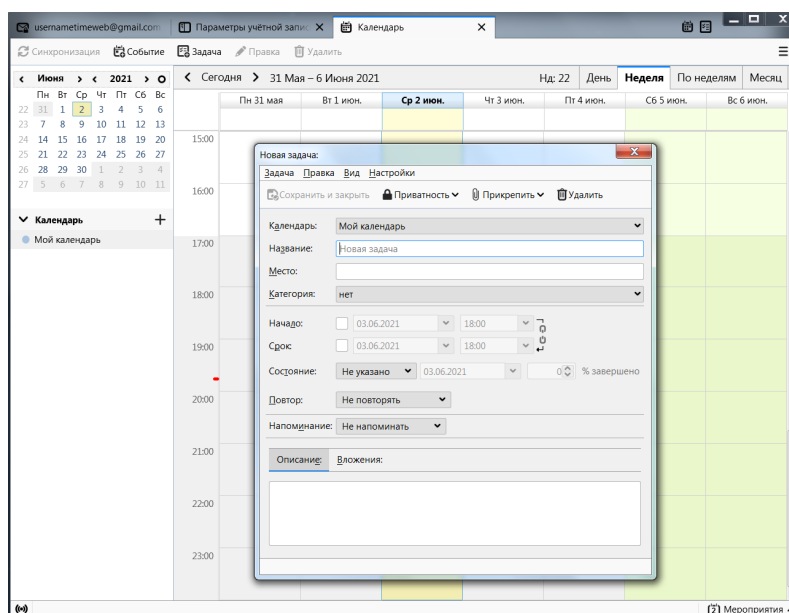 usernametimeweb@gmail.com Параметры учётной запис X Календарь X
Синхронизация Событие Задача Правка Удалить
Июня 2021 Сегодня 31 Мая – 6 Июня 2021 Нд: 22 День Неделя По неделям Месяц
Пн Вт Ср Чт Пт Сб Вс
22 31 1 2 3 4 5 6
23 7 8 9 10 11 12 13
24 14 15 16 17 18 19 20
25 21 22 23 24 25 26 27
26 28 29 30 1 2 3 4
27 5 6 7 8 9 10 11
Календарь +
Мой календарь
Пн 31 мая Вт 1 июн. Ср 2 июн. Чт 3 июн. Пт 4 июн. Сб 5 июн. Вс 6 июн.
15:00
16:00
17:00
18:00
19:00
20:00
21:00
22:00
23:00
Новая задача:
Задача Правка Вид Настройки
Сохранить и закрыть Приватность Прикрепить Удалить
Календарь: Мой календарь
Название: Новая задача
Место:
Категория: нет
Начало: 03.06.2021 18:00
Срок: 03.06.2021 18:00
Состояние: Не указано 03.06.2021 0 % завершено
Повтор: Не повторять
Напоминание: Не напоминать
Описание: Вложения:
Мероприятия